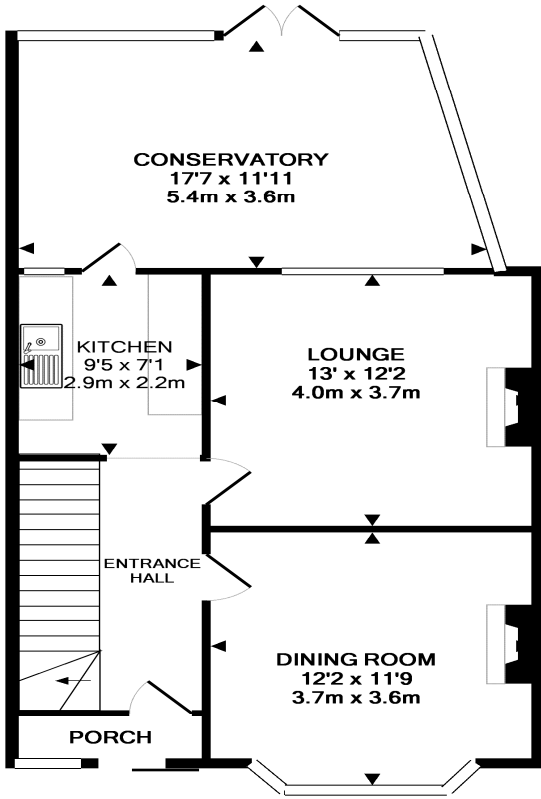 CONSERVATORY
17'7 x 11'11
5.4m x 3.6m
KITCHEN
9'5 x 7'1
2.9m x 2.2m
LOUNGE
13' x 12'2
4.0m x 3.7m
ENTRANCE
HALL
DINING ROOM
12'2 x 11'9
3.7m x 3.6m
PORCH